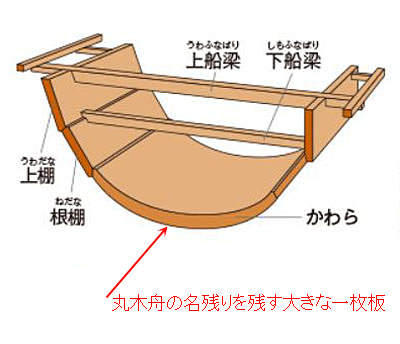 うわふなばり
上船梁
しもふなばり
下船梁
うわだな
上棚
ねだな
根棚
かわら
丸木舟の名残りを残す大きな一枚板